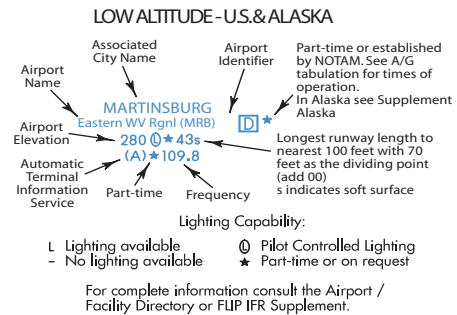 LOW ALTITUDE - U.S. & ALASKA
Associated
City Name
Airport
Identifier
Part-time or established
by NOTAM. See A/G
tabulation for times of
operation.
In Alaska see Supplement
Alaska
Airport
Name
MARTINSBURG
Eastern WV Rgnl (MRB)
280 Ⓛ ★ 43s
(A) ★ 109.8
D ★
Airport
Elevation
Automatic
Terminal
Information
Service
Part-time
Frequency
Longest runway length to
nearest 100 feet with 70
feet as the dividing point
(add 00)
s indicates soft surface
Lighting Capability:
L Lighting available
– No lighting available
Ⓛ Pilot Controlled Lighting
★ Part-time or on request
For complete information consult the Airport /
Facility Directory or FLIP IFR Supplement.